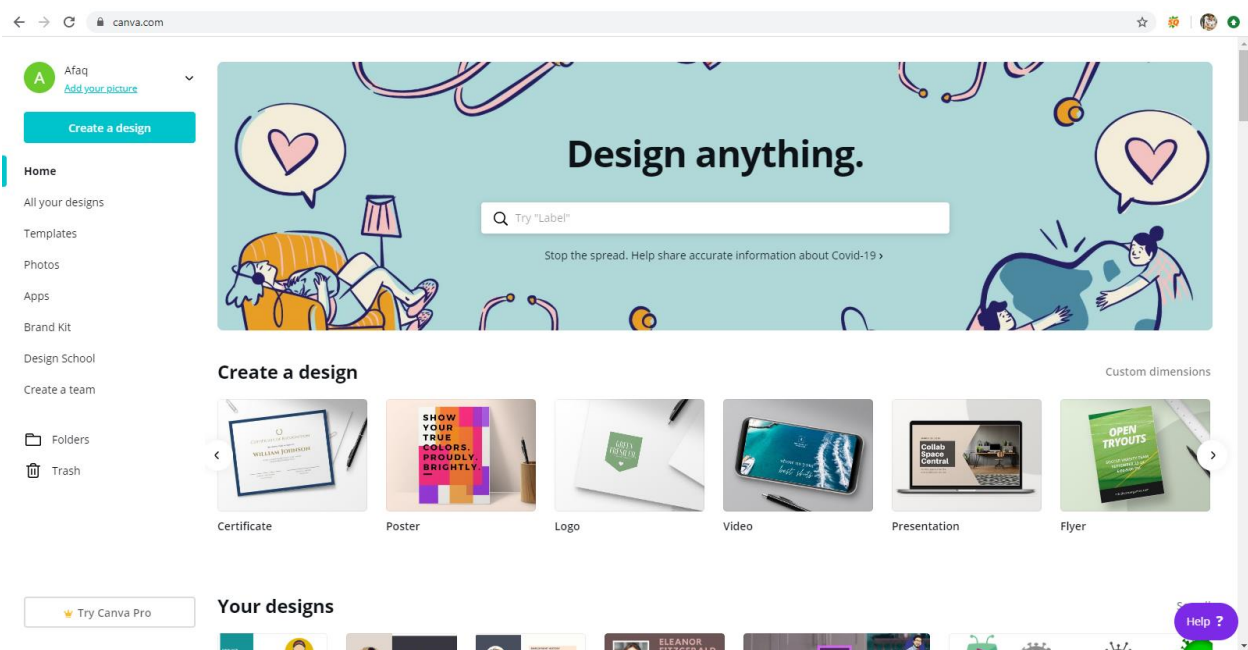 canva.com
A
Afaq
Add your picture
Create a design
Home
All your designs
Templates
Photos
Apps
Brand Kit
Design School
Create a team
Folders
Trash
Try Canva Pro
Design anything.
Try "Label"
Stop the spread. Help share accurate information about Covid-19 ›
Create a design
Custom dimensions
WILLIAM JOHNSON
SHOW
YOUR
TRUE
COLORS.
PROUDLY.
BRIGHTLY.
Collab
Space
Central
OPEN
TRYOUTS
Certificate
Poster
Logo
Video
Presentation
Flyer
Your designs
ELEANOR
FITZGERALD
Help ?